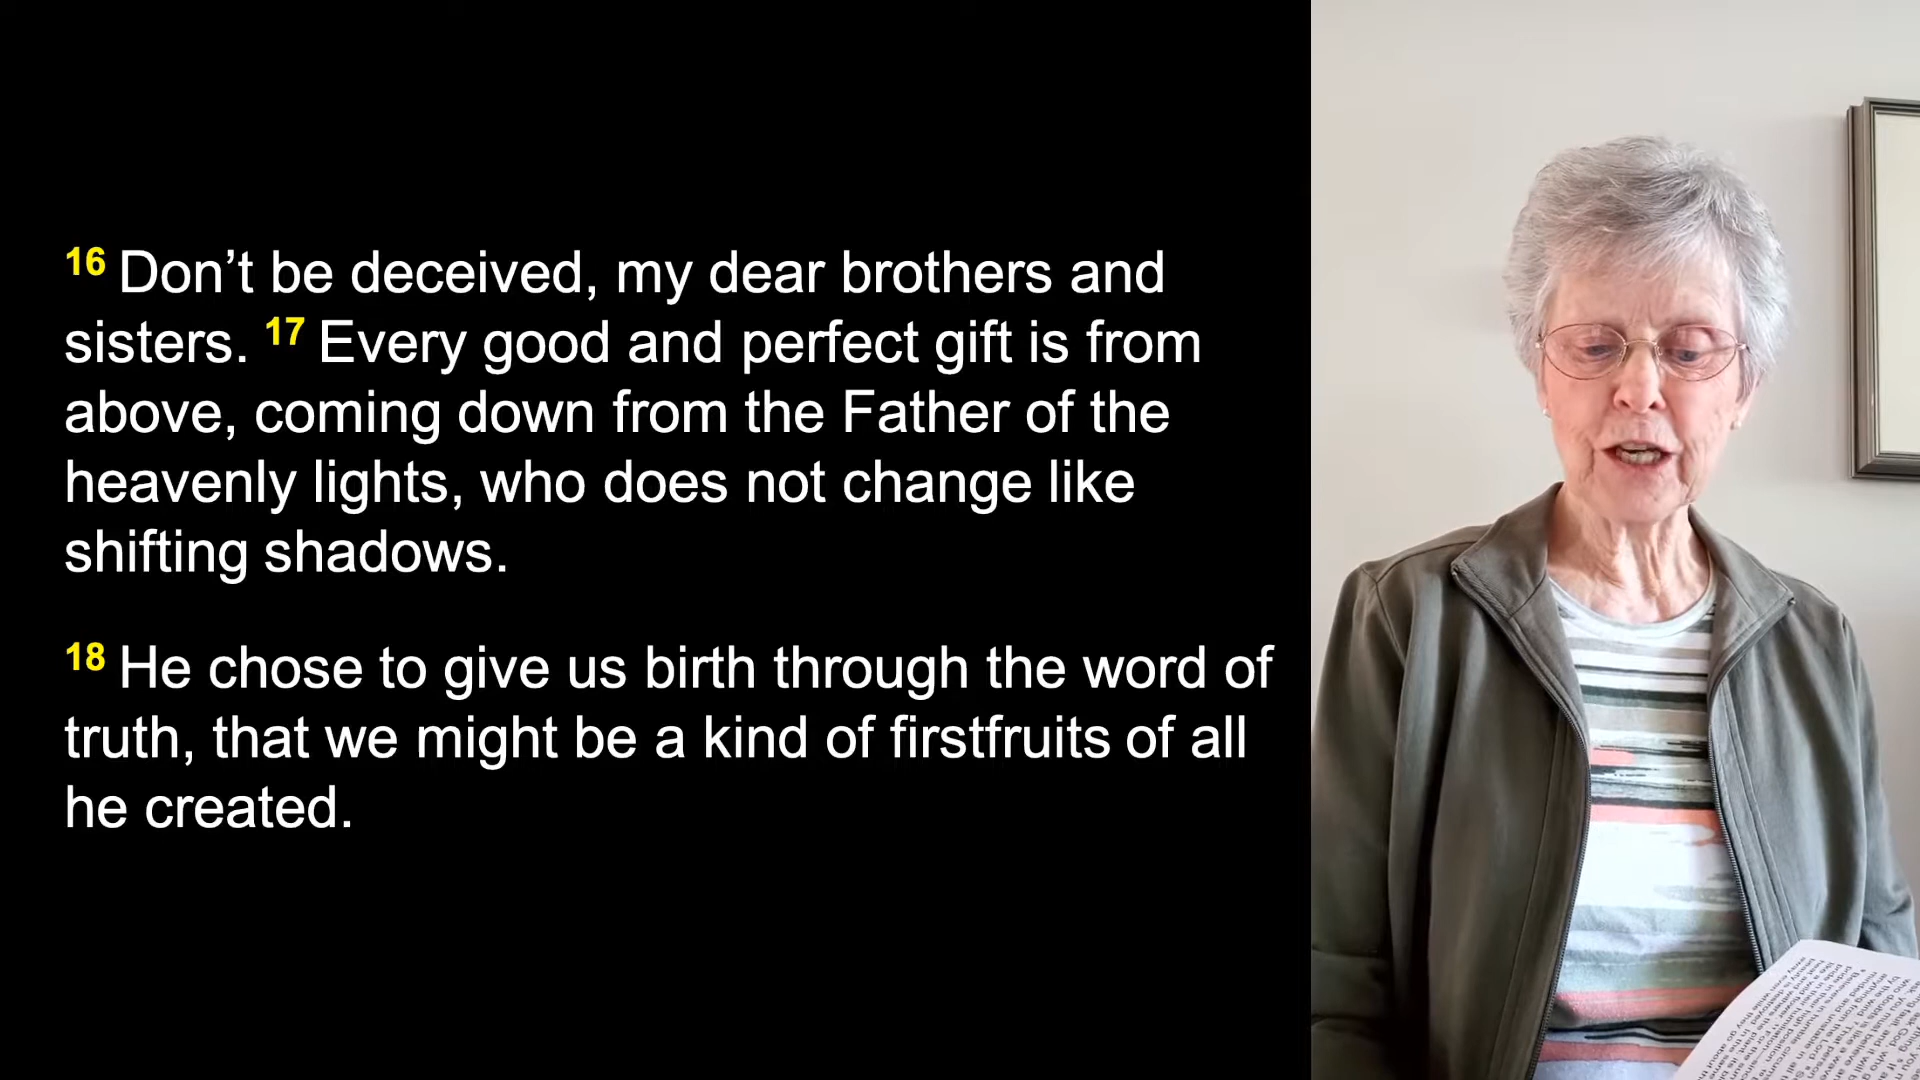 16 Don’t be deceived, my dear brothers and
sisters. 17 Every good and perfect gift is from
above, coming down from the Father of the
heavenly lights, who does not change like
shifting shadows.
18 He chose to give us birth through the word of
truth, that we might be a kind of firstfruits of all
he created.